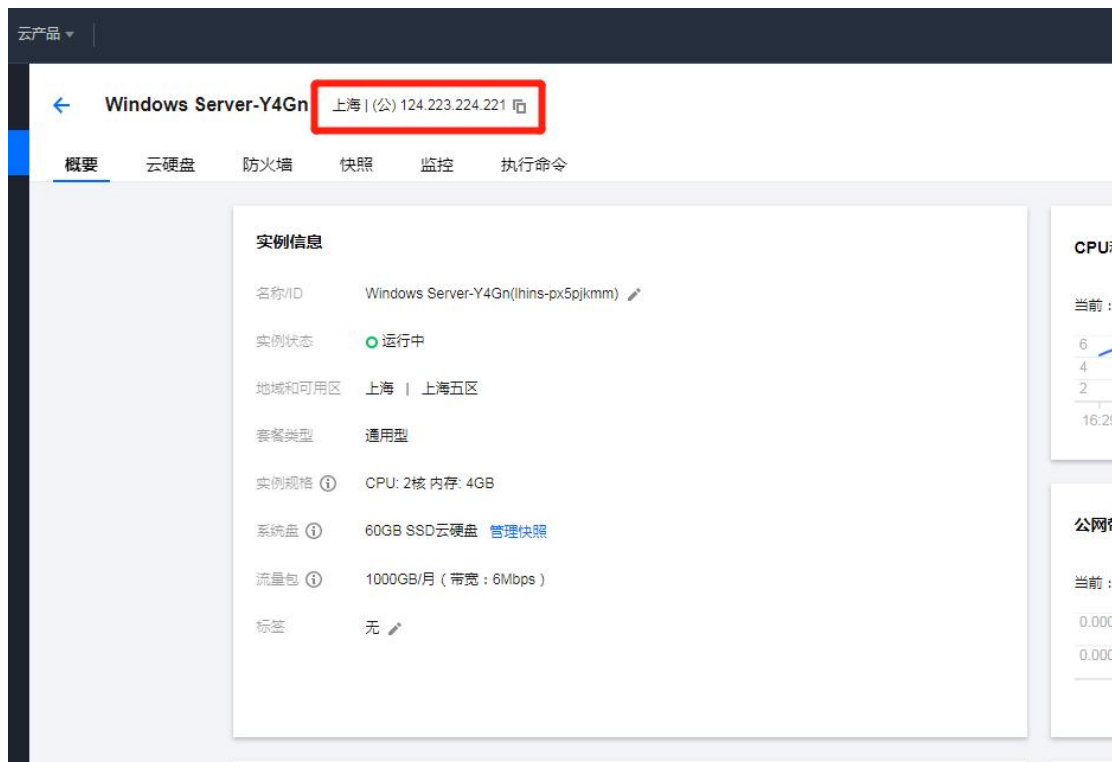 云产品
Windows Server-Y4Gn 上海 | (公) 124.223.224.221
概要 云硬盘 防火墙 快照 监控 执行命令
实例信息
名称/ID Windows Server-Y4Gn(lhins-px5pjkmm)
实例状态 运行中
地域和可用区 上海 | 上海五区
套餐类型 通用型
实例规格 CPU: 2核 内存: 4GB
系统盘 60GB SSD云硬盘 管理快照
流量包 1000GB/月 ( 带宽：6Mbps )
标签 无
CPU
当前：
6
4
2
16:2
公网
当前：
0.000
0.000